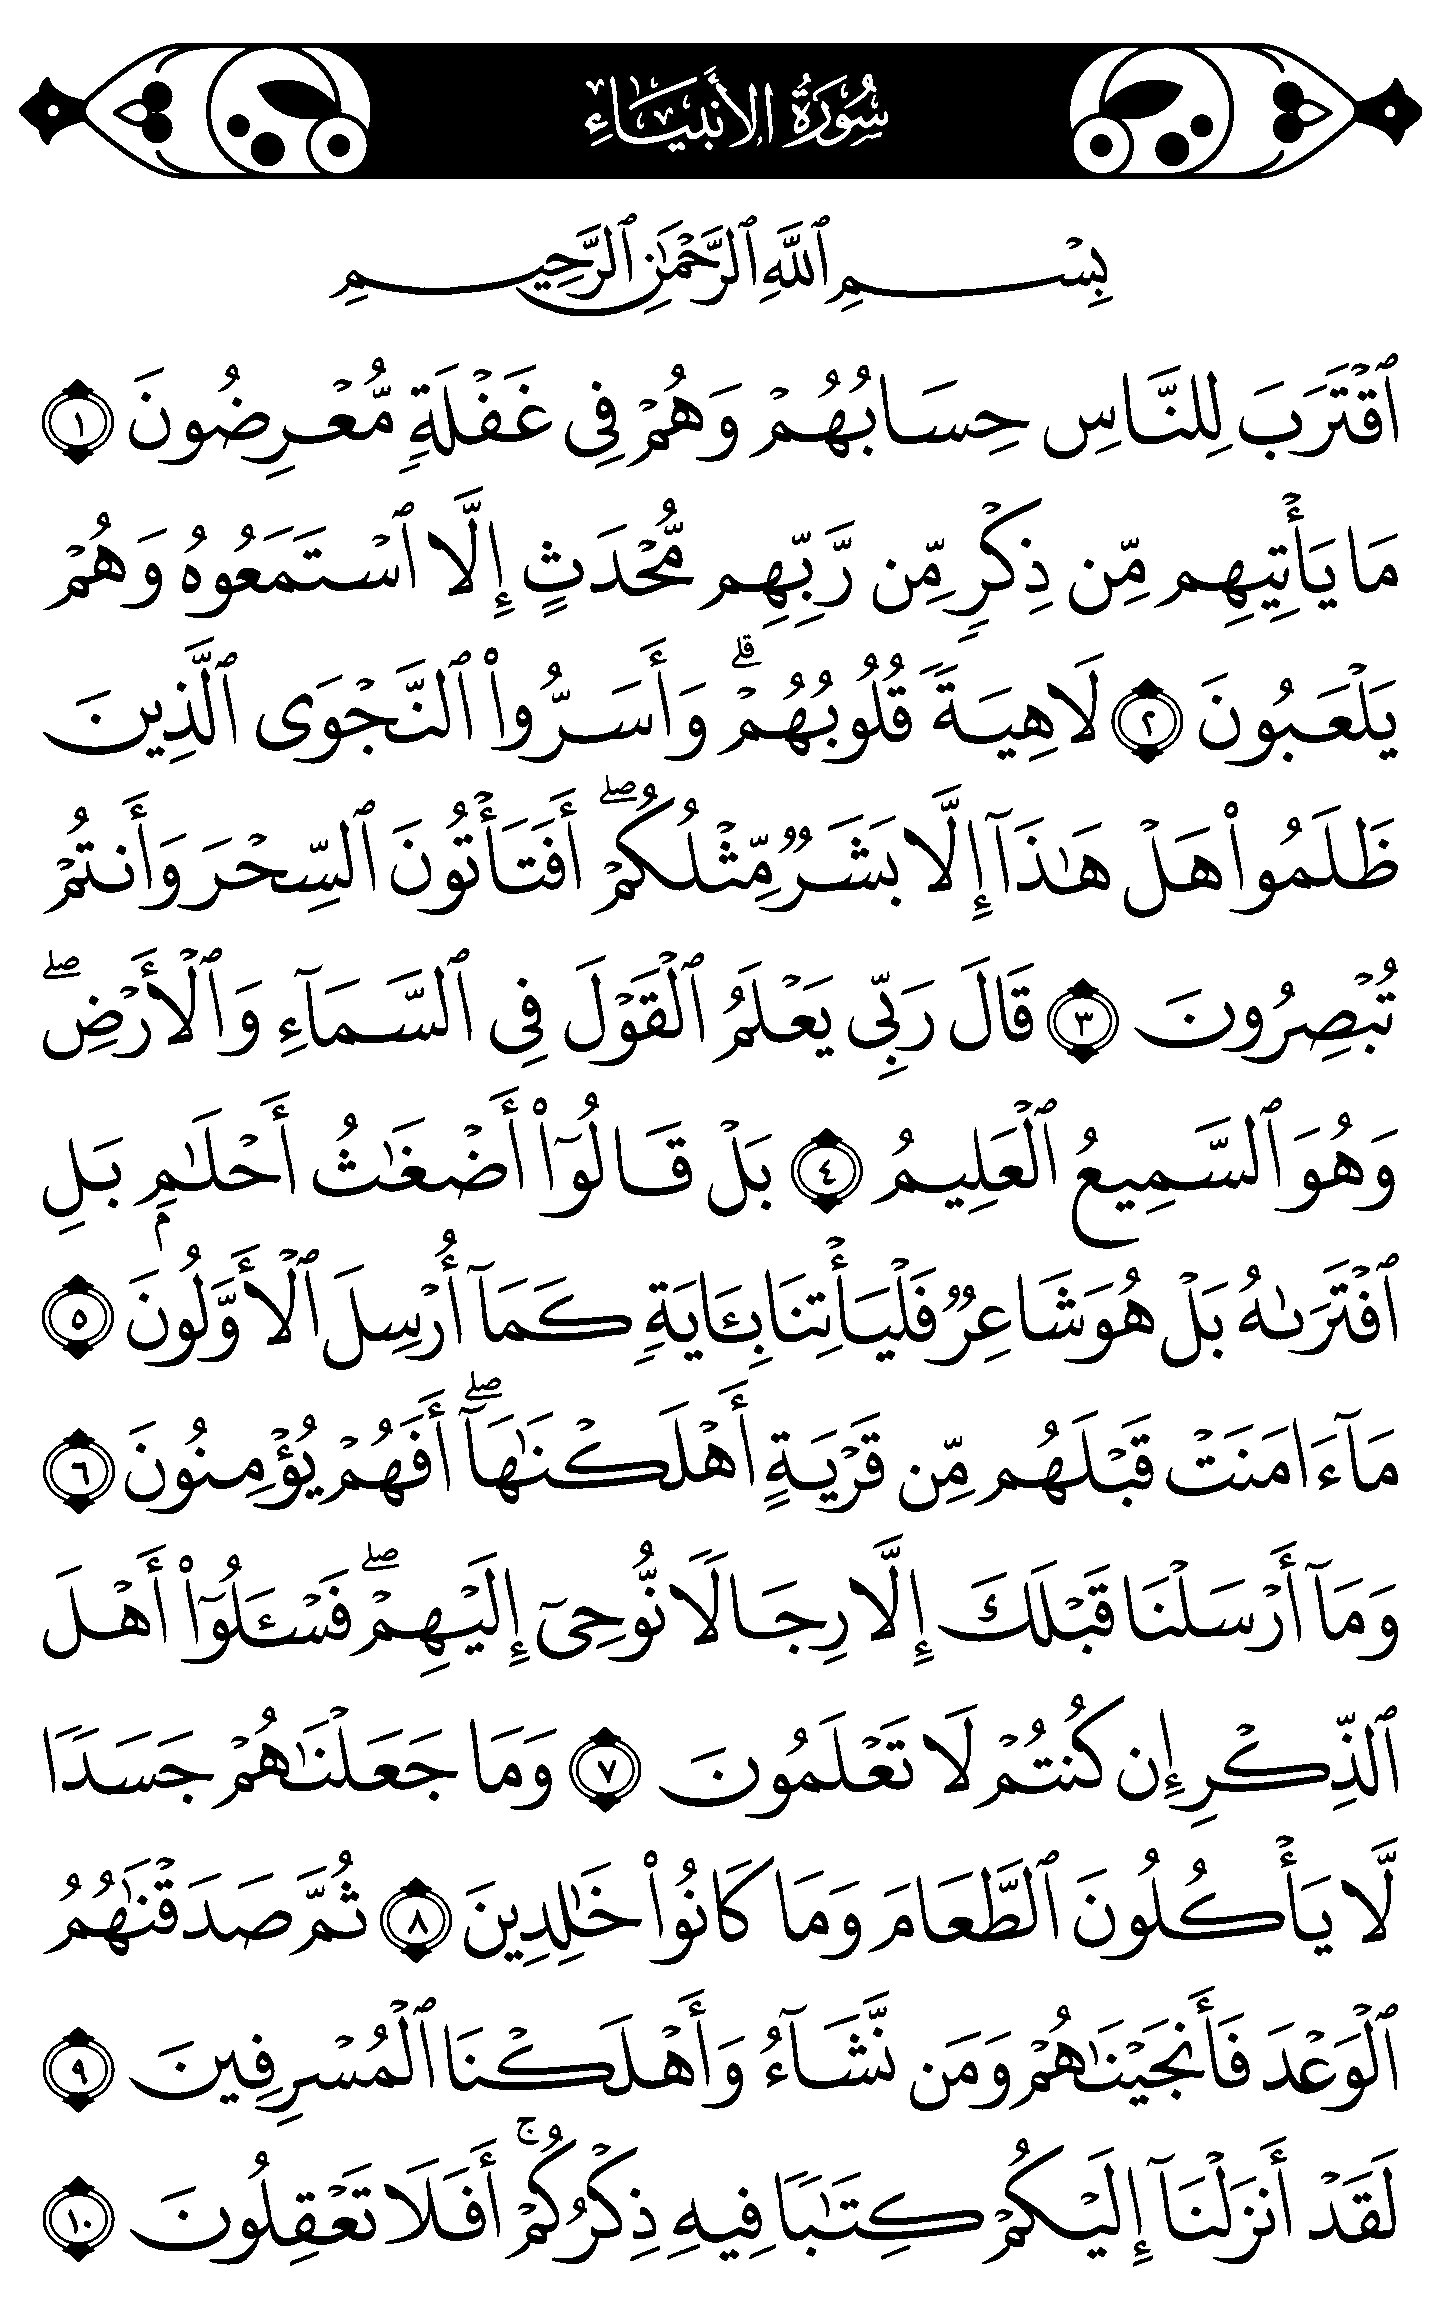 سُورَةُ الأَنبِيَاءِ
بِسْمِ ٱللَّهِ ٱلرَّحْمَٰنِ ٱلرَّحِيمِ
ٱقْتَرَبَ لِلنَّاسِ حِسَابُهُمْ وَهُمْ فِى غَفْلَةٍ مُّعْرِضُونَ ١
مَا يَأْتِيهِم مِّن ذِكْرٍ مِّن رَّبِّهِم مُّحْدَثٍ إِلَّا ٱسْتَمَعُوهُ وَهُمْ
يَلْعَبُونَ ٢ لَاهِيَةً قُلُوبُهُمْ ۗ وَأَسَرُّوا۟ ٱلنَّجْوَى ٱلَّذِينَ
ظَلَمُوا۟ هَلْ هَٰذَآ إِلَّا بَشَرٌ مِّثْلُكُمْ ۖ أَفَتَأْتُونَ ٱلسِّحْرَ وَأَنتُمْ
تُبْصِرُونَ ٣ قَالَ رَبِّى يَعْلَمُ ٱلْقَوْلَ فِى ٱلسَّمَآءِ وَٱلْأَرْضِ ۖ
وَهُوَ ٱلسَّمِيعُ ٱلْعَلِيمُ ٤ بَلْ قَالُوٓا۟ أَضْغَٰثُ أَحْلَٰمٍۭ بَلِ
ٱفْتَرَىٰهُ بَلْ هُوَ شَاعِرٌ فَلْيَأْتِنَا بِـَٔايَةٍ كَمَآ أُرْسِلَ ٱلْأَوَّلُونَ ٥
مَآ ءَامَنَتْ قَبْلَهُم مِّن قَرْيَةٍ أَهْلَكْنَٰهَآ ۖ أَفَهُمْ يُؤْمِنُونَ ٦
وَمَآ أَرْسَلْنَا قَبْلَكَ إِلَّا رِجَالًا نُّوحِىٓ إِلَيْهِمْ ۖ فَسْـَٔلُوٓا۟ أَهْلَ
ٱلذِّكْرِ إِن كُنتُمْ لَا تَعْلَمُونَ ٧ وَمَا جَعَلْنَٰهُمْ جَسَدًا
لَّا يَأْكُلُونَ ٱلطَّعَامَ وَمَا كَانُوا۟ خَٰلِدِينَ ٨ ثُمَّ صَدَقْنَٰهُمُ
ٱلْوَعْدَ فَأَنجَيْنَٰهُمْ وَمَن نَّشَآءُ وَأَهْلَكْنَا ٱلْمُسْرِفِينَ ٩
لَقَدْ أَنزَلْنَآ إِلَيْكُمْ كِتَٰبًا فِيهِ ذِكْرُكُمْ ۚ أَفَلَا تَعْقِلُونَ ١٠